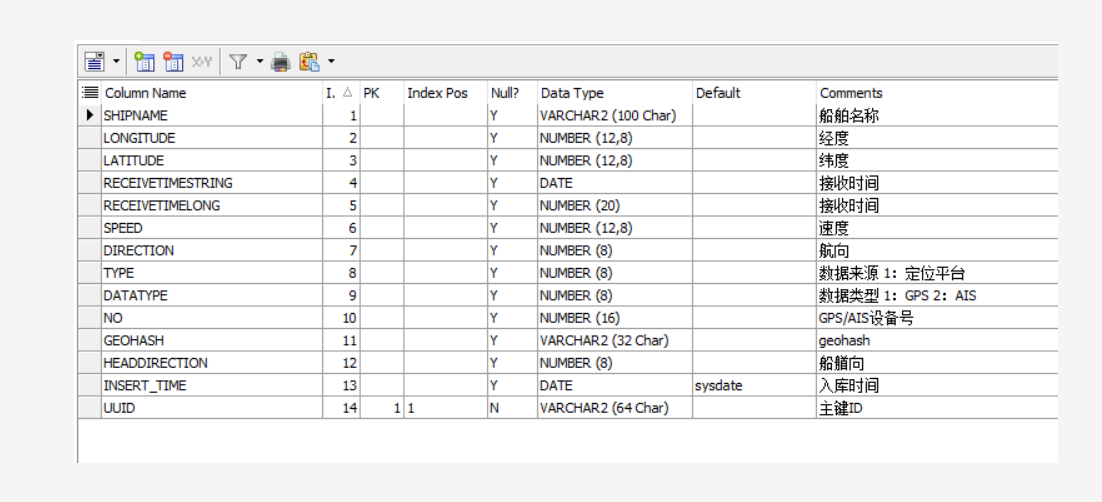 Column Name I. PK Index Pos Null? Data Type Default Comments
SHIPNAME 1 Y VARCHAR2 (100 Char) 船舶名称
LONGITUDE 2 Y NUMBER (12,8) 经度
LATITUDE 3 Y NUMBER (12,8) 纬度
RECEIVETIMESTRING 4 Y DATE 接收时间
RECEIVETIMELONG 5 Y NUMBER (20) 接收时间
SPEED 6 Y NUMBER (12,8) 速度
DIRECTION 7 Y NUMBER (8) 航向
TYPE 8 Y NUMBER (8) 数据来源 1: 定位平台
DATATYPE 9 Y NUMBER (8) 数据类型 1: GPS 2: AIS
NO 10 Y NUMBER (16) GPS/AIS设备号
GEOHASH 11 Y VARCHAR2 (32 Char) geohash
HEADDIRECTION 12 Y NUMBER (8) 船艏向
INSERT_TIME 13 Y DATE sysdate 入库时间
UUID 14 1 1 N VARCHAR2 (64 Char) 主键ID